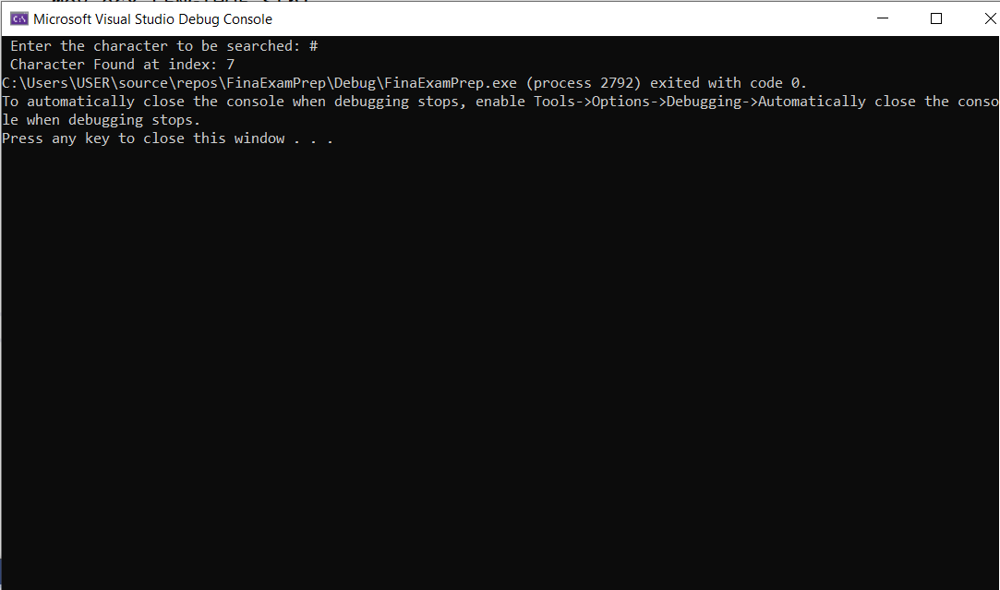 Microsoft Visual Studio Debug Console
Enter the character to be searched: #
Character Found at index: 7
C:\Users\USER\source\repos\FinaExamPrep\Debug\FinaExamPrep.exe (process 2792) exited with code 0.
To automatically close the console when debugging stops, enable Tools->Options->Debugging->Automatically close the conso
le when debugging stops.
Press any key to close this window . . .